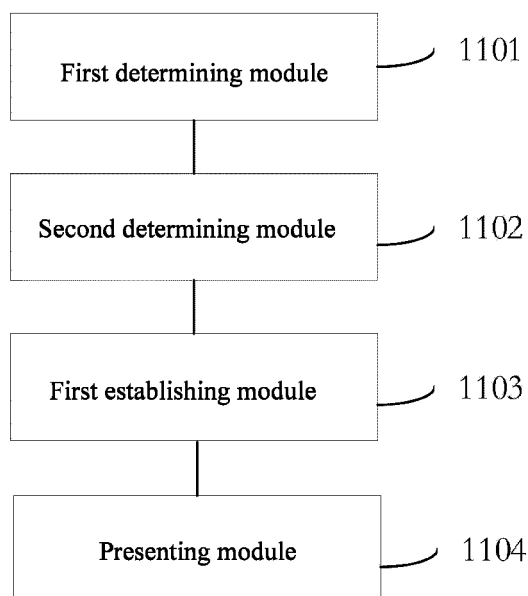 First determining module
1101
Second determining module
1102
First establishing module
1103
Presenting module
1104